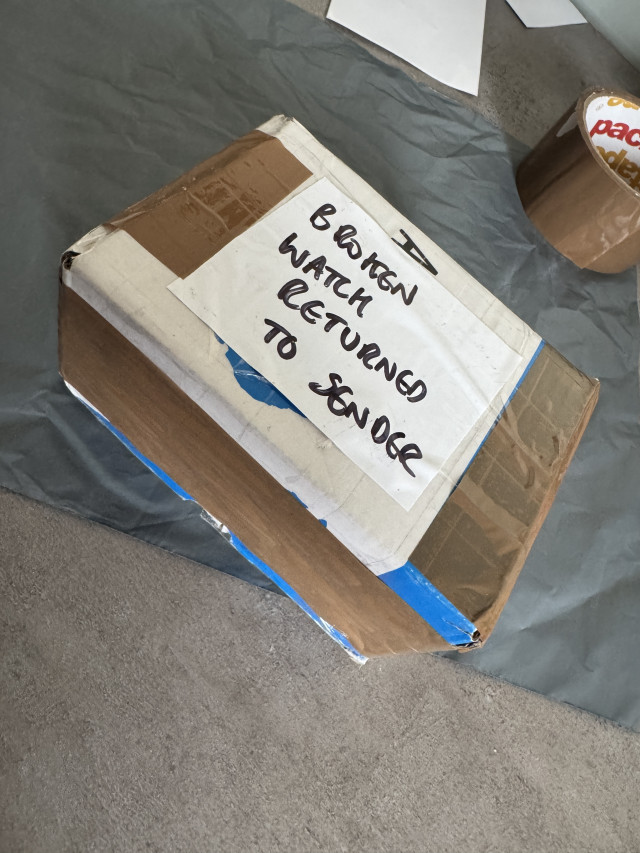 BROKEN
WATCH
RETURNED
TO SENDER